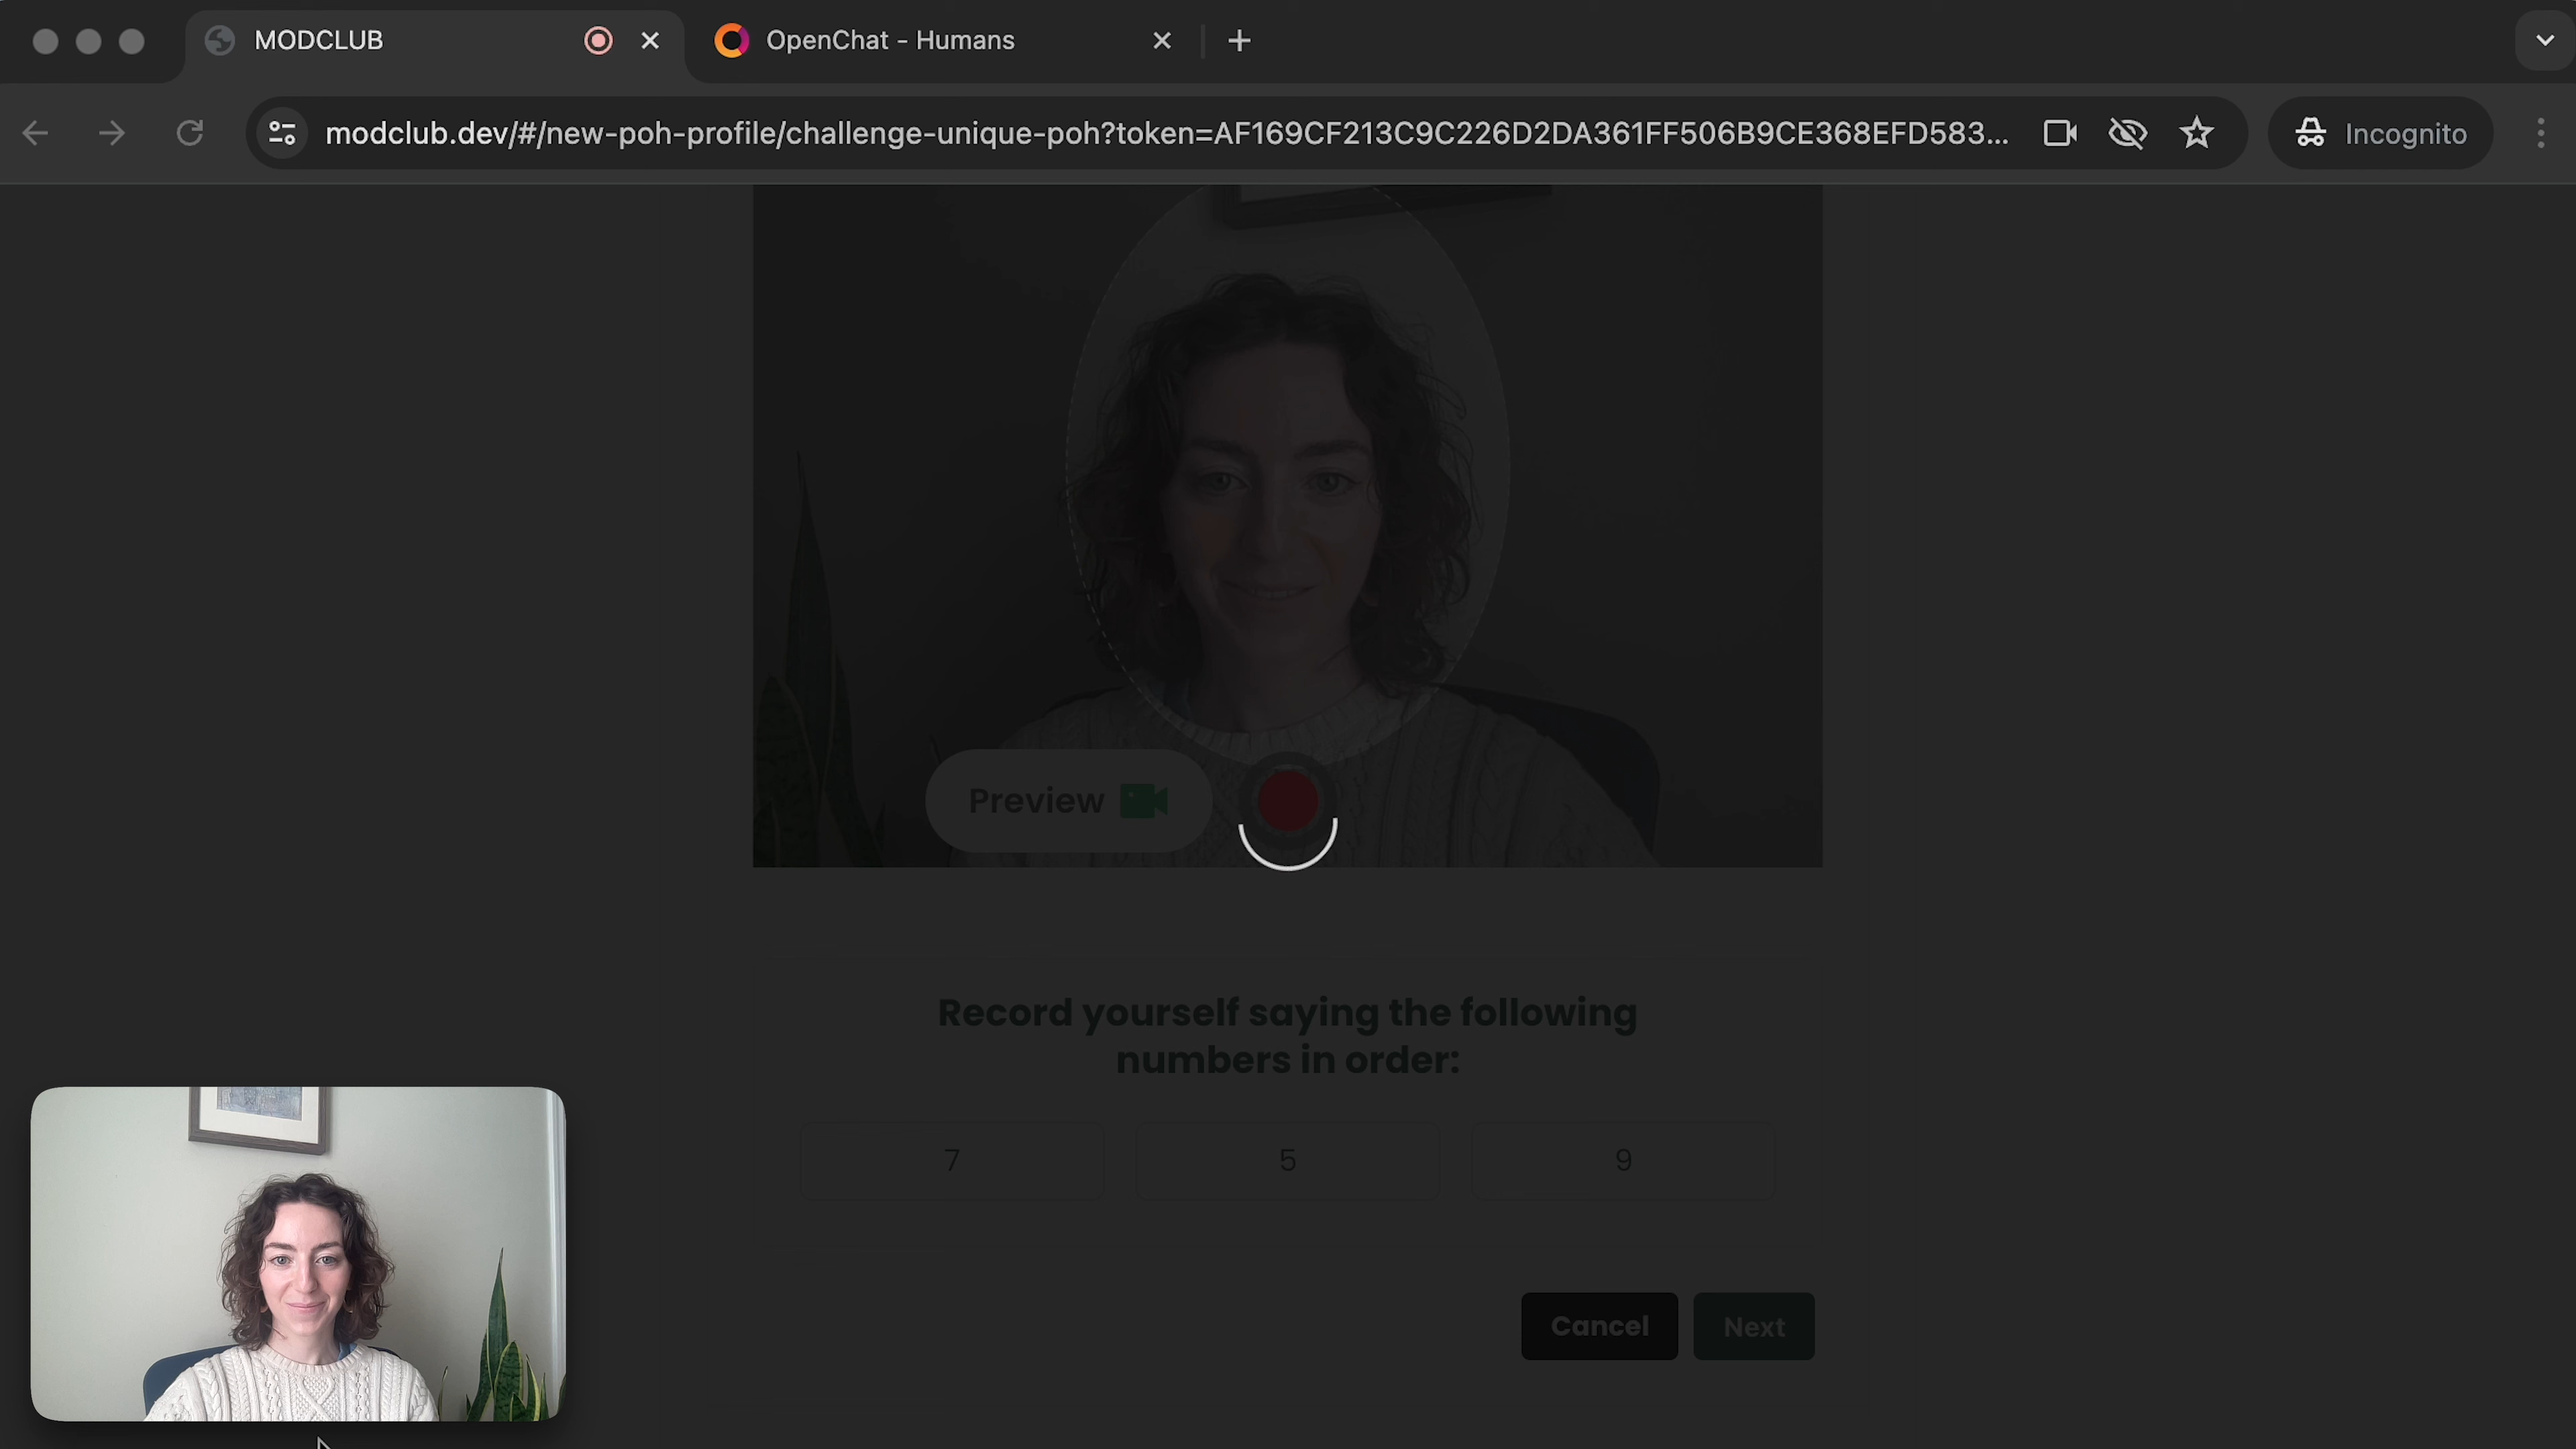 MODCLUB
OpenChat - Humans
modclub.dev/#/new-poh-profile/challenge-unique-poh?token=AF169CF213C9C226D2DA361FF506B9CE368EFD583...
Incognito
Preview
Record yourself saying the following
numbers in order:
7 5 9
Cancel Next